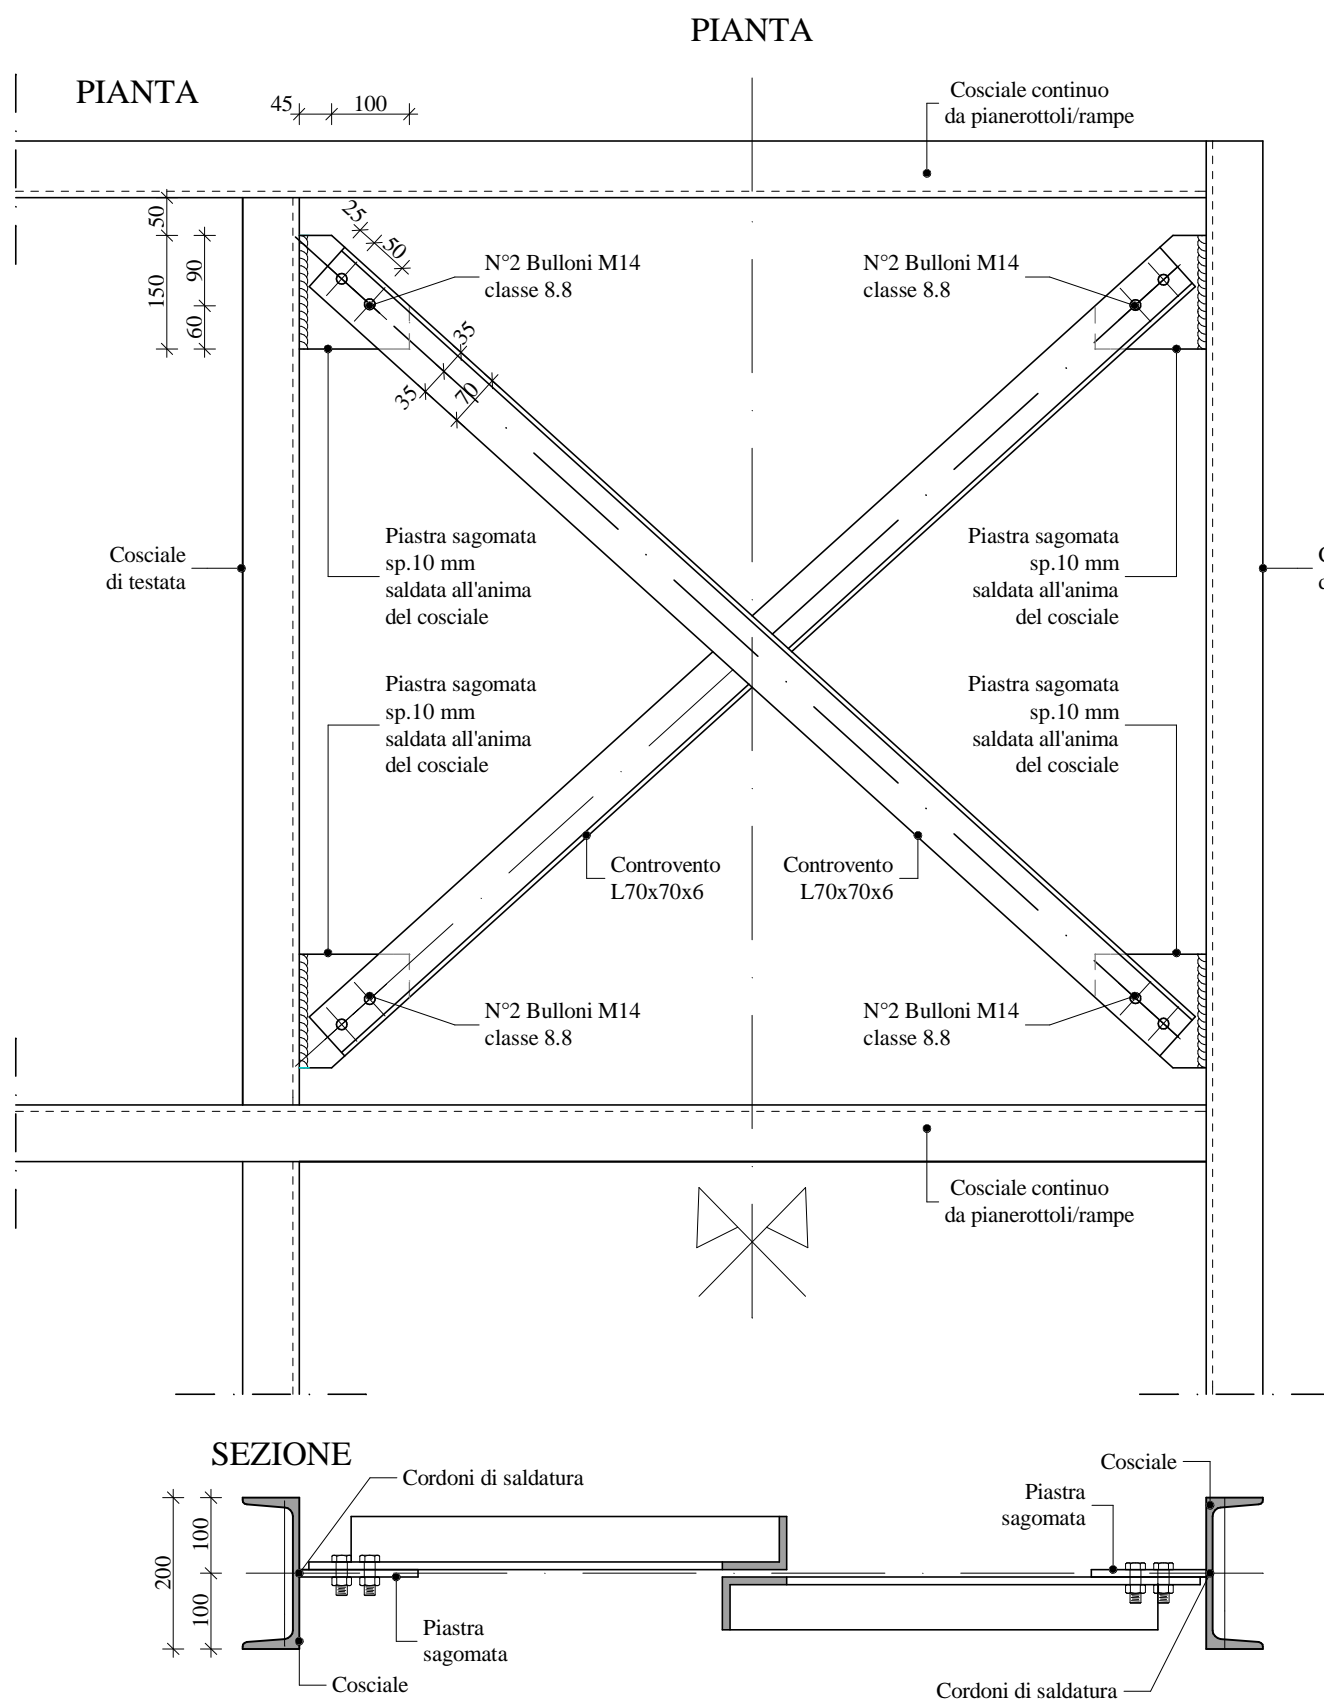 PIANTA
PIANTA
45
100
Cosciale continuo
da pianerottoli/rampe
50
150
90
60
25
50
N°2 Bulloni M14
classe 8.8
N°2 Bulloni M14
classe 8.8
35
35
70
Cosciale
di testata
Piastra sagomata
sp.10 mm
saldata all'anima
del cosciale
Piastra sagomata
sp.10 mm
saldata all'anima
del cosciale
Piastra sagomata
sp.10 mm
saldata all'anima
del cosciale
Piastra sagomata
sp.10 mm
saldata all'anima
del cosciale
Controvento
L70x70x6
Controvento
L70x70x6
N°2 Bulloni M14
classe 8.8
N°2 Bulloni M14
classe 8.8
Cosciale continuo
da pianerottoli/rampe
SEZIONE
Cordoni di saldatura
Cosciale
Piastra
sagomata
200
100
100
Piastra
sagomata
Cosciale
Cordoni di saldatura